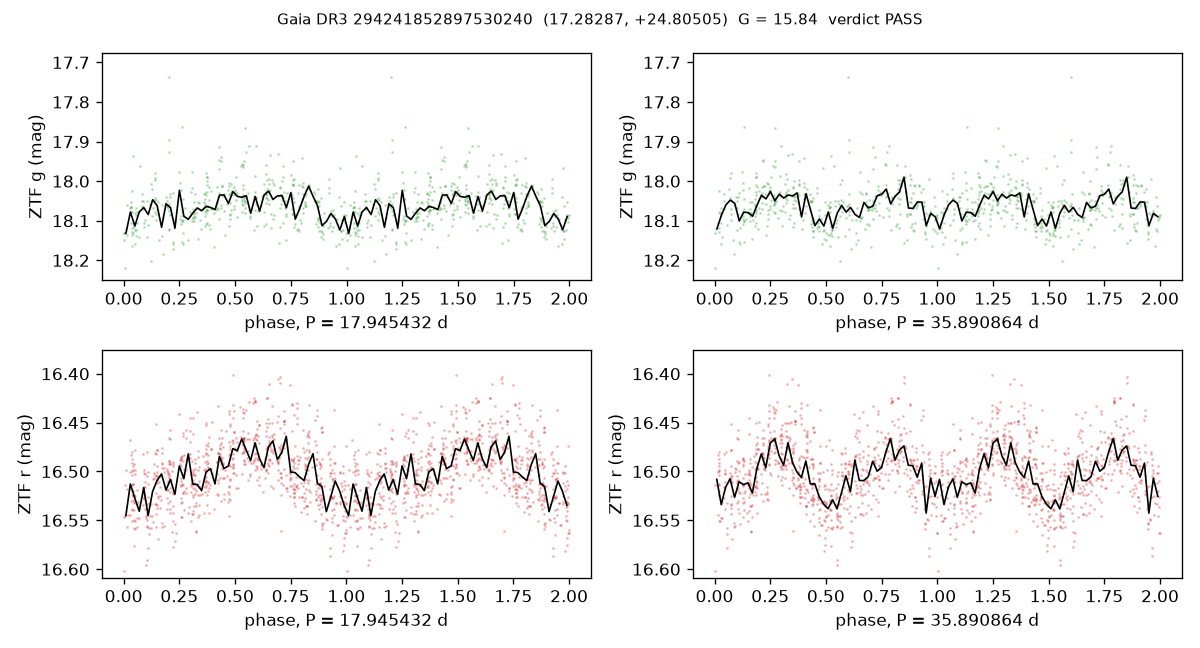 Gaia DR3 294241852897530240  (17.28287, +24.80505)  G = 15.84  verdict PASS
ZTF g (mag)
17.7
17.8
17.9
18.0
18.1
18.2
0.00 0.25 0.50 0.75 1.00 1.25 1.50 1.75 2.00
phase, P = 17.945432 d
ZTF g (mag)
17.7
17.8
17.9
18.0
18.1
18.2
0.00 0.25 0.50 0.75 1.00 1.25 1.50 1.75 2.00
phase, P = 35.890864 d
ZTF r (mag)
16.40
16.45
16.50
16.55
16.60
0.00 0.25 0.50 0.75 1.00 1.25 1.50 1.75 2.00
phase, P = 17.945432 d
ZTF r (mag)
16.40
16.45
16.50
16.55
16.60
0.00 0.25 0.50 0.75 1.00 1.25 1.50 1.75 2.00
phase, P = 35.890864 d